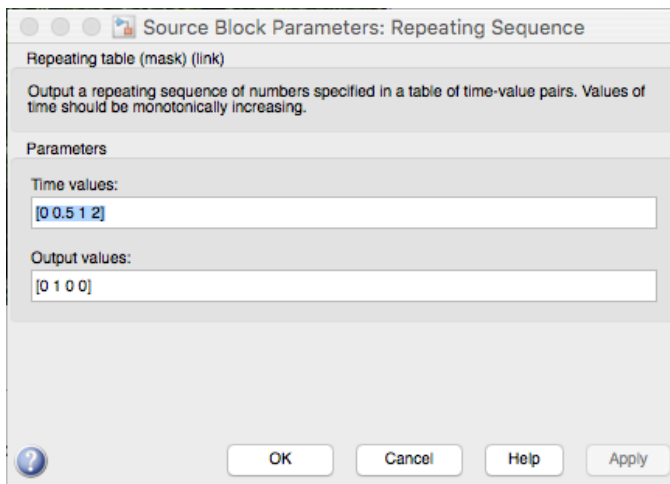 Source Block Parameters: Repeating Sequence
Repeating table (mask) (link)
Output a repeating sequence of numbers specified in a table of time-value pairs. Values of
time should be monotonically increasing.
Parameters
Time values:
[0 0.5 1 2]
Output values:
[0 1 0 0]
?
OK
Cancel
Help
Apply